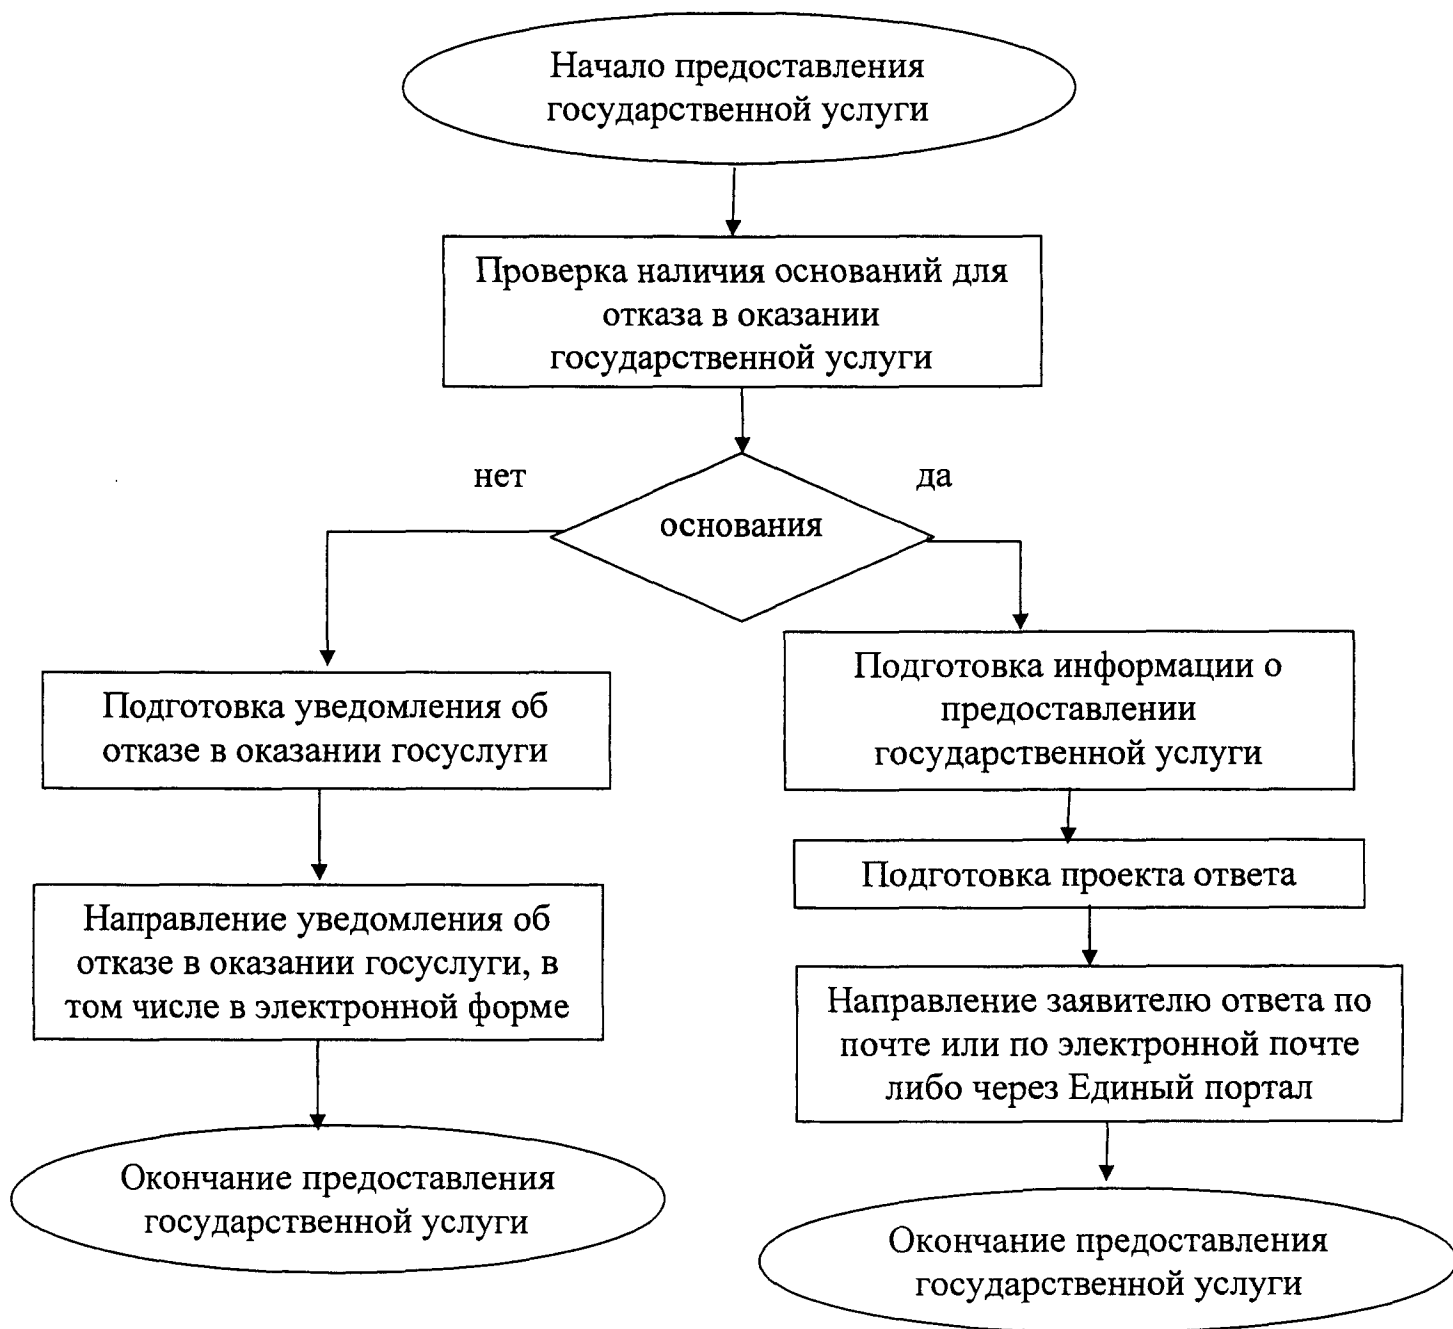 Начало предоставления
государственной услуги
Проверка наличия оснований для
отказа в оказании
государственной услуги
нет
да
основания
Подготовка уведомления об
отказе в оказании госуслуги
Направление уведомления об
отказе в оказании госуслуги, в
том числе в электронной форме
Окончание предоставления
государственной услуги
Подготовка информации о
предоставлении
государственной услуги
Подготовка проекта ответа
Направление заявителю ответа по
почте или по электронной почте
либо через Единый портал
Окончание предоставления
государственной услуги